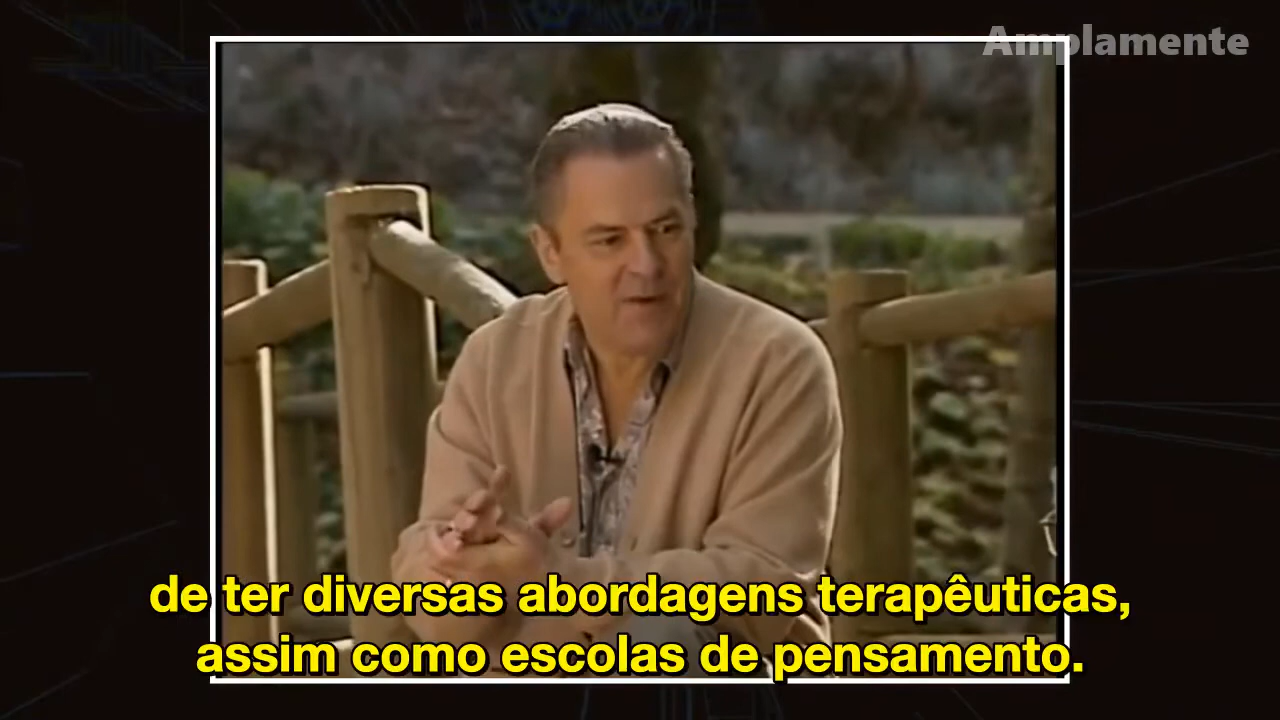 Amplamente
de ter diversas abordagens terapêuticas,
assim como escolas de pensamento.